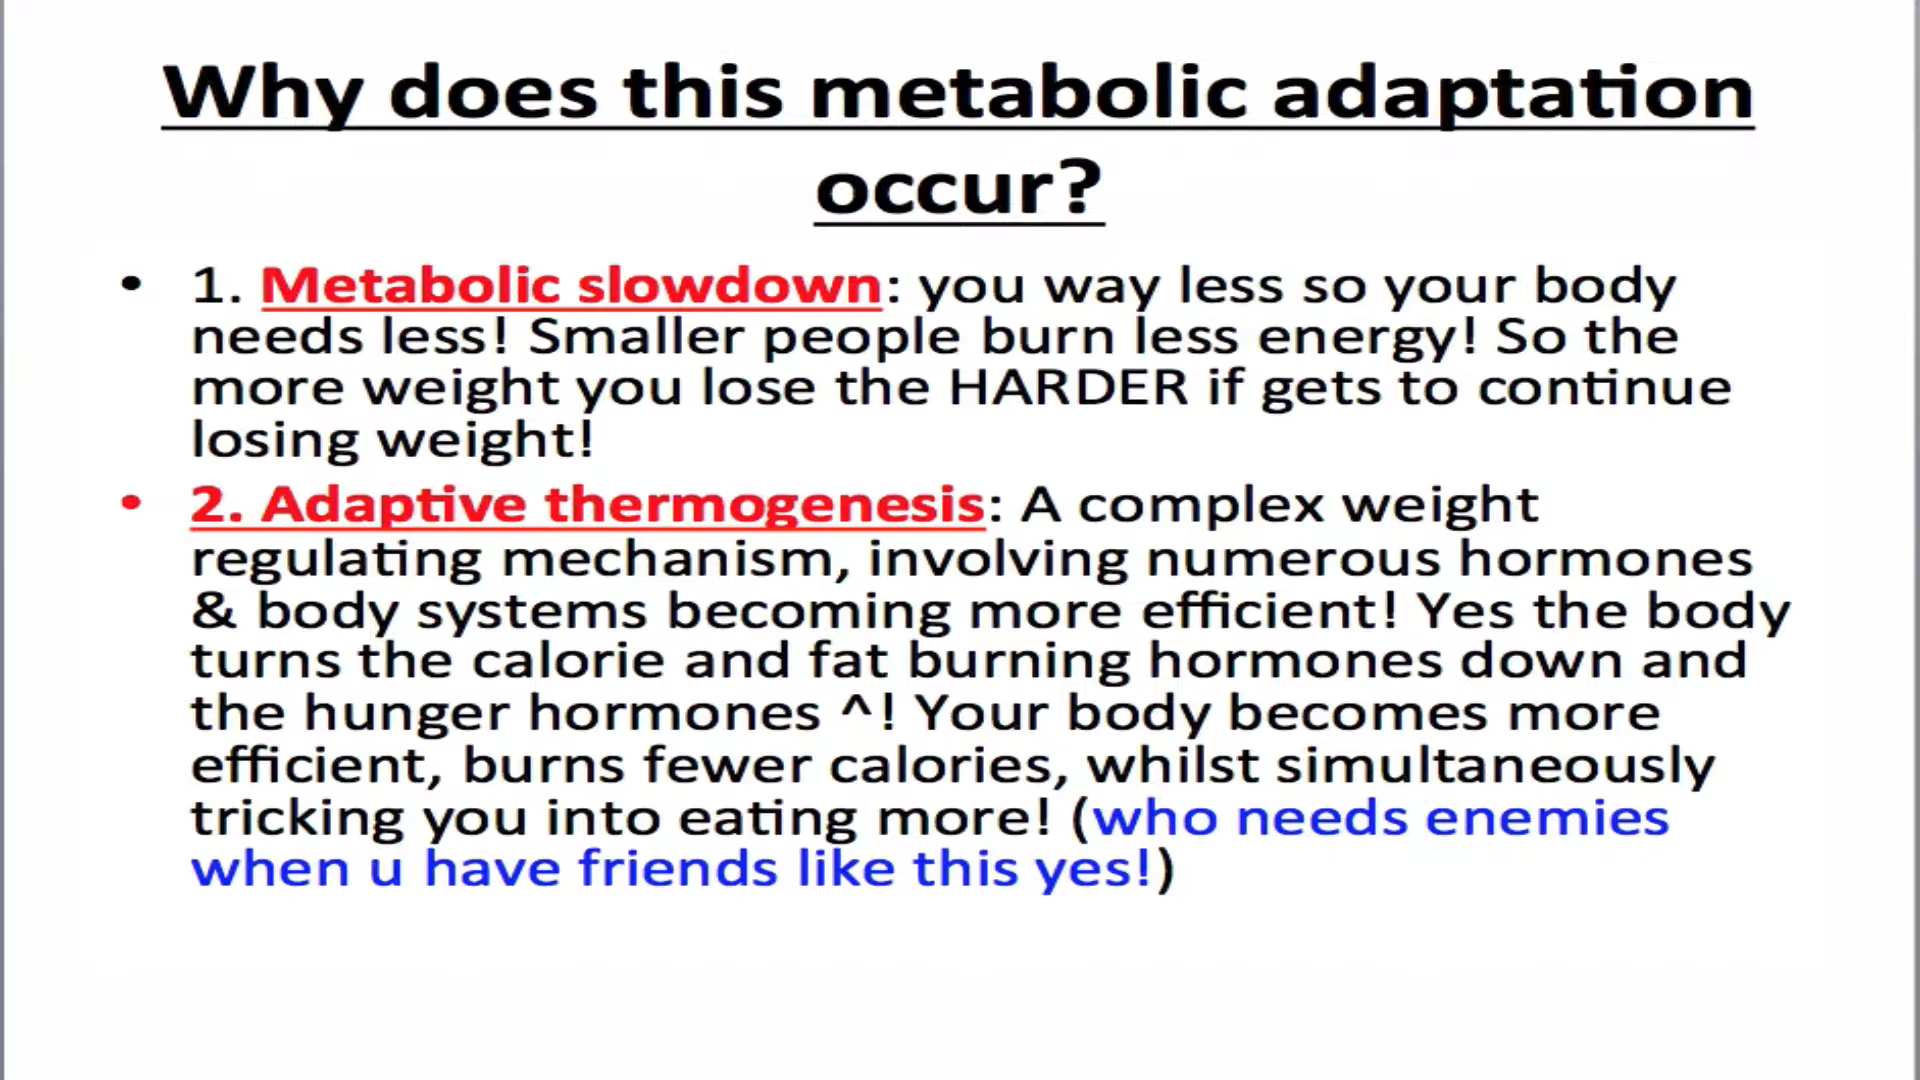 Why does this metabolic adaptation
occur?
• 1. Metabolic slowdown: you way less so your body
needs less! Smaller people burn less energy! So the
more weight you lose the HARDER if gets to continue
losing weight!
• 2. Adaptive thermogenesis: A complex weight
regulating mechanism, involving numerous hormones
& body systems becoming more efficient! Yes the body
turns the calorie and fat burning hormones down and
the hunger hormones ^! Your body becomes more
efficient, burns fewer calories, whilst simultaneously
tricking you into eating more! (who needs enemies
when u have friends like this yes!)